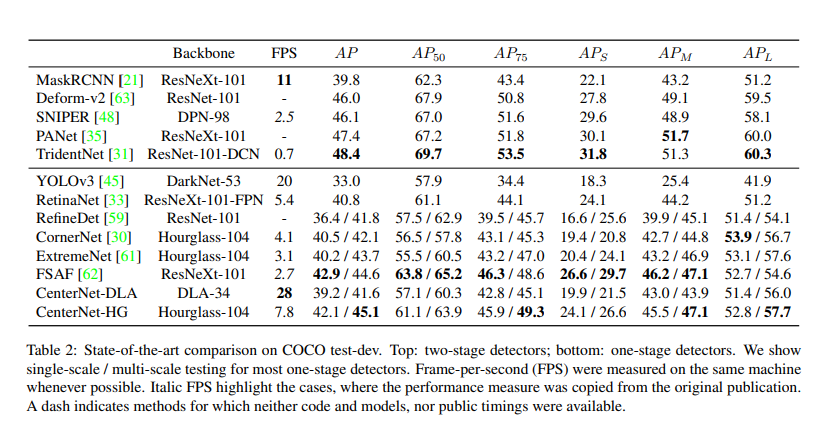 Backbone FPS AP AP50 AP75 APS APM APL
MaskRCNN [21] ResNeXt-101 11 39.8 62.3 43.4 22.1 43.2 51.2
Deform-v2 [63] ResNet-101 - 46.0 67.9 50.8 27.8 49.1 59.5
SNIPER [48] DPN-98 2.5 46.1 67.0 51.6 29.6 48.9 58.1
PANet [35] ResNeXt-101 - 47.4 67.2 51.8 30.1 51.7 60.0
TridentNet [31] ResNet-101-DCN 0.7 48.4 69.7 53.5 31.8 51.3 60.3
YOLOv3 [45] DarkNet-53 20 33.0 57.9 34.4 18.3 25.4 41.9
RetinaNet [33] ResNeXt-101-FPN 5.4 40.8 61.1 44.1 24.1 44.2 51.2
RefineDet [59] ResNet-101 - 36.4 / 41.8 57.5 / 62.9 39.5 / 45.7 16.6 / 25.6 39.9 / 45.1 51.4 / 54.1
CornerNet [30] Hourglass-104 4.1 40.5 / 42.1 56.5 / 57.8 43.1 / 45.3 19.4 / 20.8 42.7 / 44.8 53.9 / 56.7
ExtremeNet [61] Hourglass-104 3.1 40.2 / 43.7 55.5 / 60.5 43.2 / 47.0 20.4 / 24.1 43.2 / 46.9 53.1 / 57.6
FSAF [62] ResNeXt-101 2.7 42.9 / 44.6 63.8 / 65.2 46.3 / 48.6 26.6 / 29.7 46.2 / 47.1 52.7 / 54.6
CenterNet-DLA DLA-34 28 39.2 / 41.6 57.1 / 60.3 42.8 / 45.1 19.9 / 21.5 43.0 / 43.9 51.4 / 56.0
CenterNet-HG Hourglass-104 7.8 42.1 / 45.1 61.1 / 63.9 45.9 / 49.3 24.1 / 26.6 45.5 / 47.1 52.8 / 57.7
Table 2: State-of-the-art comparison on COCO test-dev. Top: two-stage detectors; bottom: one-stage detectors. We show
single-scale / multi-scale testing for most one-stage detectors. Frame-per-second (FPS) were measured on the same machine
whenever possible. Italic FPS highlight the cases, where the performance measure was copied from the original publication.
A dash indicates methods for which neither code and models, nor public timings were available.